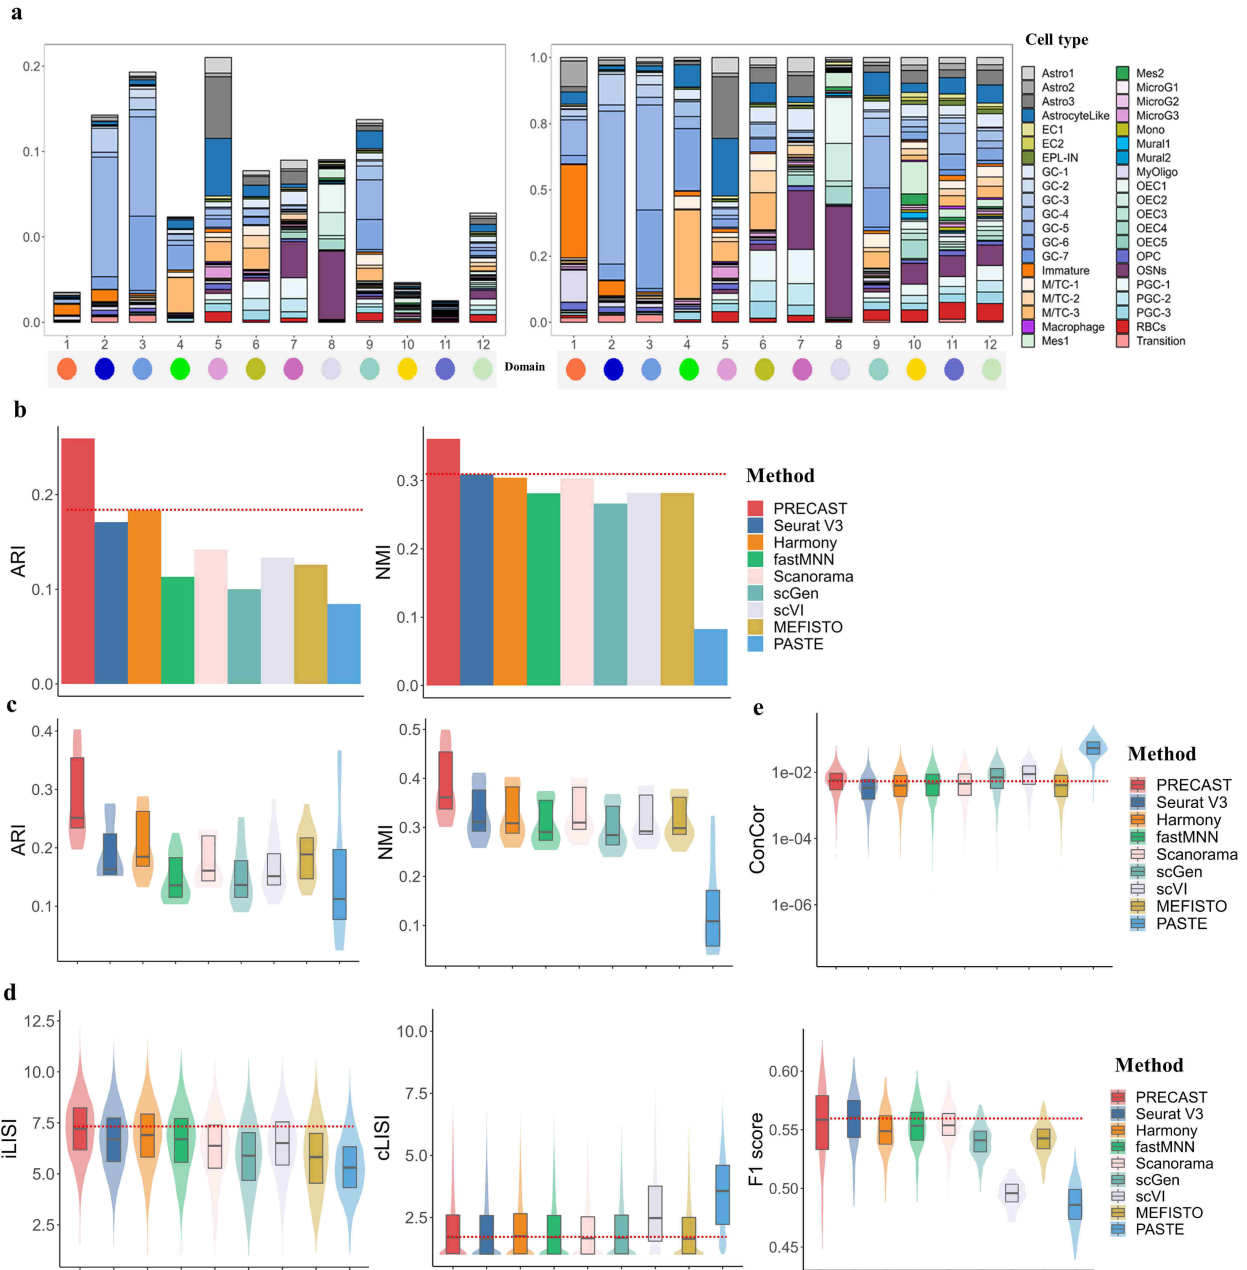 a
0.2
0.1
0.0
0.0
1 2 3 4 5 6 7 8 9 10 11 12
Domain
1.0
0.8
0.5
0.2
0.0
1 2 3 4 5 6 7 8 9 10 11 12
Cell type
Astro1
Astro2
Astro3
AstrocyteLike
EC1
EC2
EPL-IN
GC-1
GC-2
GC-3
GC-4
GC-5
GC-6
GC-7
Immature
M/TC-1
M/TC-2
M/TC-3
Macrophage
Mes1
Mes2
MicroG1
MicroG2
MicroG3
Mono
Mural1
Mural2
MyOligo
OEC1
OEC2
OEC3
OEC4
OEC5
OPC
OSNs
PGC-1
PGC-2
PGC-3
RBCs
Transition
b
ARI
0.2
0.1
0.0
NMI
0.3
0.2
0.1
0.0
Method
PRECAST
Seurat V3
Harmony
fastMNN
Scanorama
scGen
scVI
MEFISTO
PASTE
c
ARI
0.4
0.3
0.2
0.1
NMI
0.5
0.4
0.3
0.2
0.1
e
ConCor
1e-02
1e-04
1e-06
Method
PRECAST
Seurat V3
Harmony
fastMNN
Scanorama
scGen
scVI
MEFISTO
PASTE
d
iLISI
12.5
10.0
7.5
5.0
2.5
cLISI
10.0
7.5
5.0
2.5
F1 score
0.60
0.55
0.50
0.45
Method
PRECAST
Seurat V3
Harmony
fastMNN
Scanorama
scGen
scVI
MEFISTO
PASTE